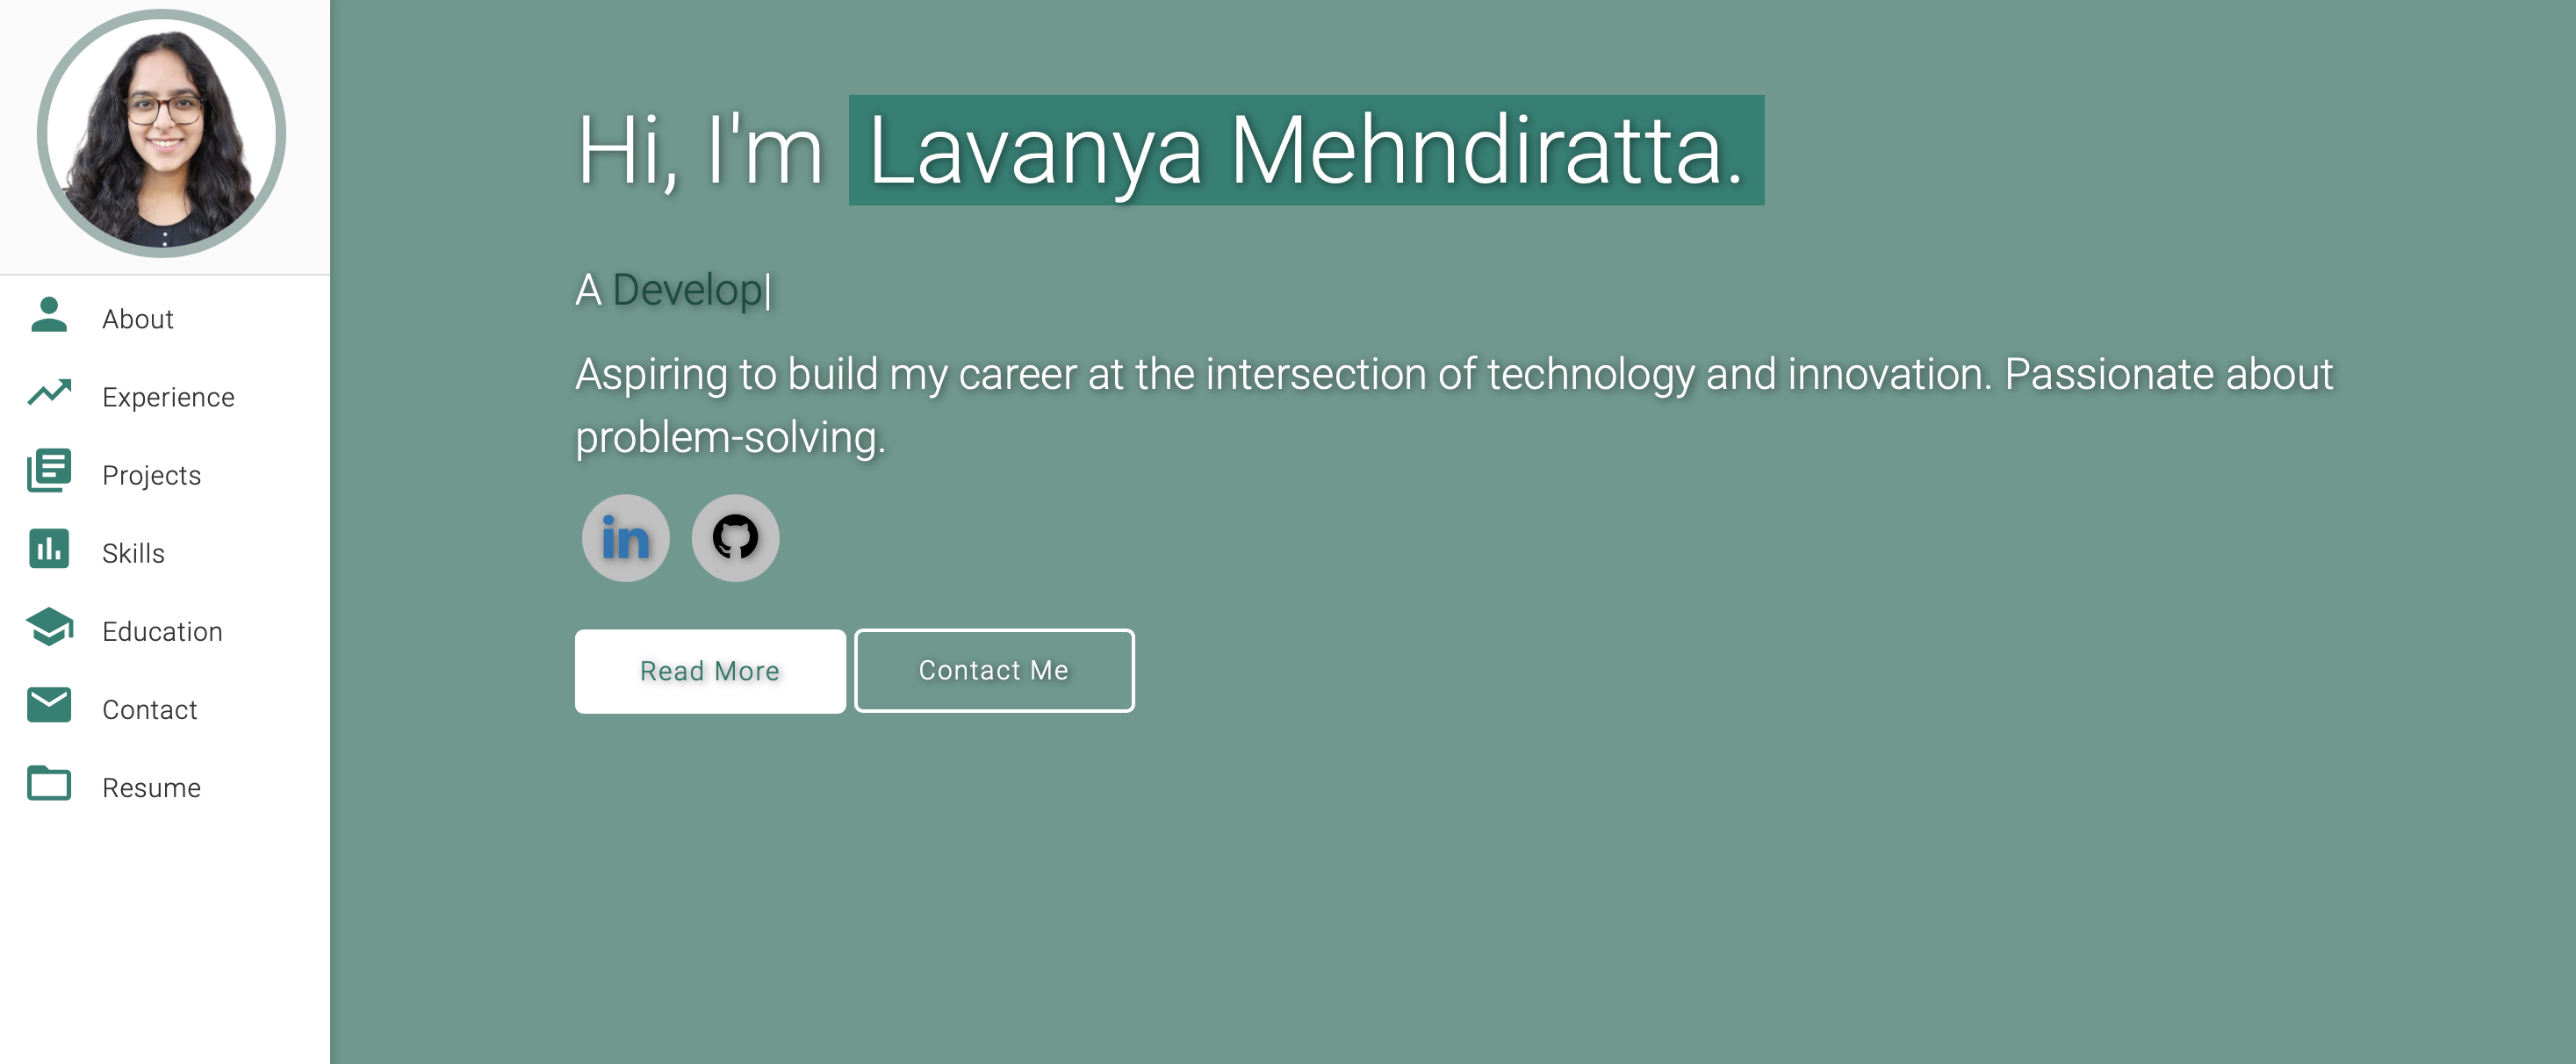 Hi, I'm Lavanya Mehndiratta.
A Develop|
Aspiring to build my career at the intersection of technology and innovation. Passionate about
problem-solving.
in
Read More
Contact Me
About
Experience
Projects
Skills
Education
Contact
Resume